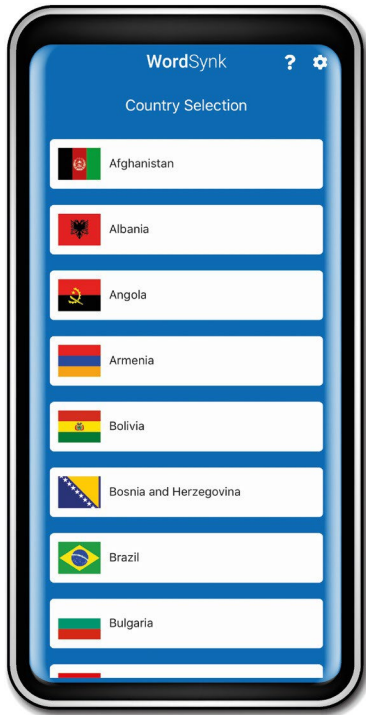 WordSynk ?
Country Selection
Afghanistan
Albania
Angola
Armenia
Bolivia
Bosnia and Herzegovina
Brazil
Bulgaria